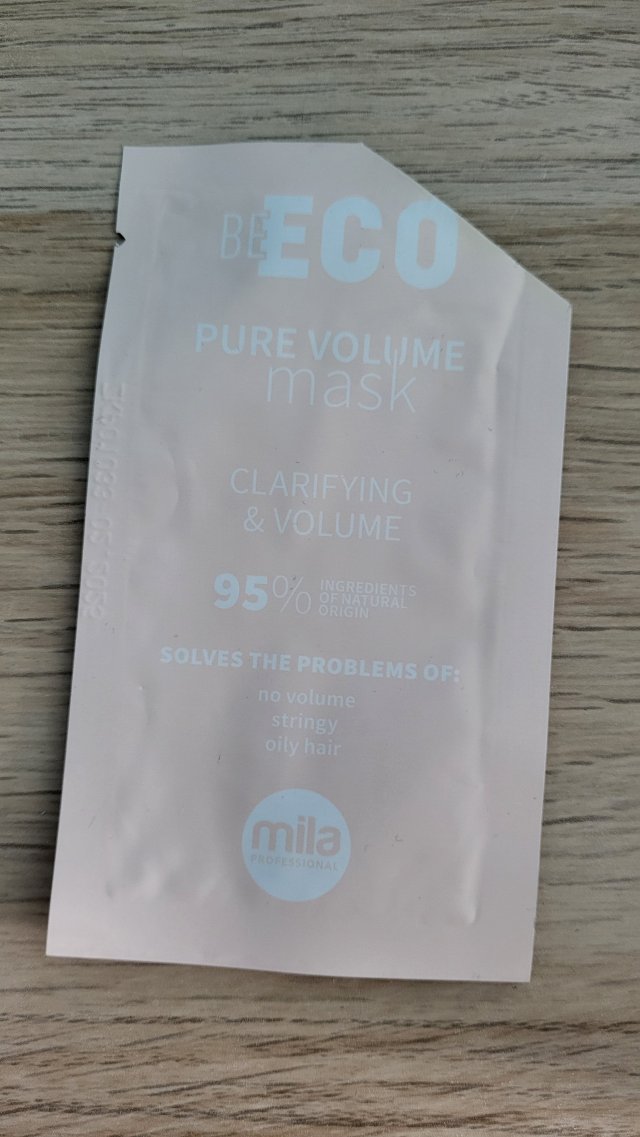 BE ECO
PURE VOLUME
mask
CLARIFYING
& VOLUME
95% INGREDIENTS
OF NATURAL
ORIGIN
SOLVES THE PROBLEMS OF:
no volume
stringy
oily hair
mila
PROFESSIONAL